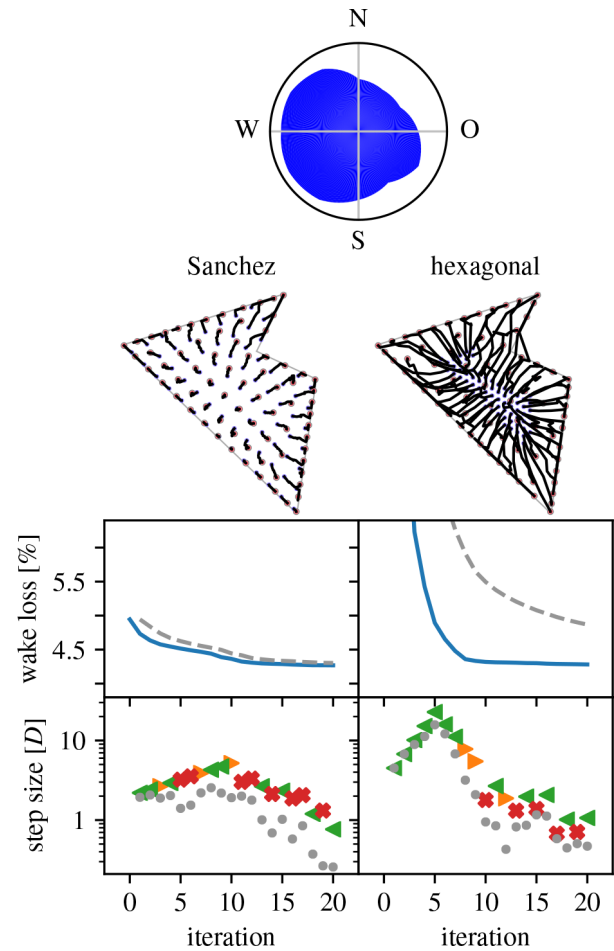 N
W
O
S
Sanchez
hexagonal
wake loss [%]
5.5
4.5
step size [D]
10
1
0
5
10
15
20
0
5
10
15
20
iteration
iteration